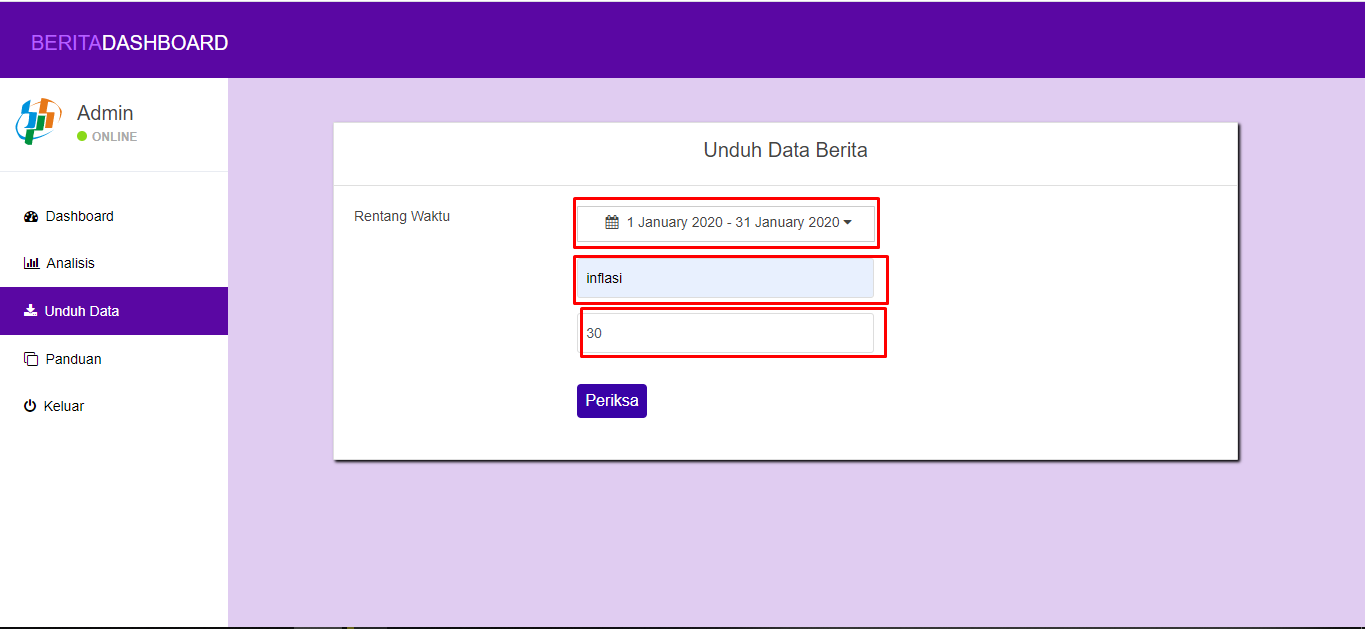 BERITADASHBOARD
Admin
ONLINE
Dashboard
Analisis
Unduh Data
Panduan
Keluar
Unduh Data Berita
Rentang Waktu
1 January 2020 - 31 January 2020
inflasi
30
Periksa